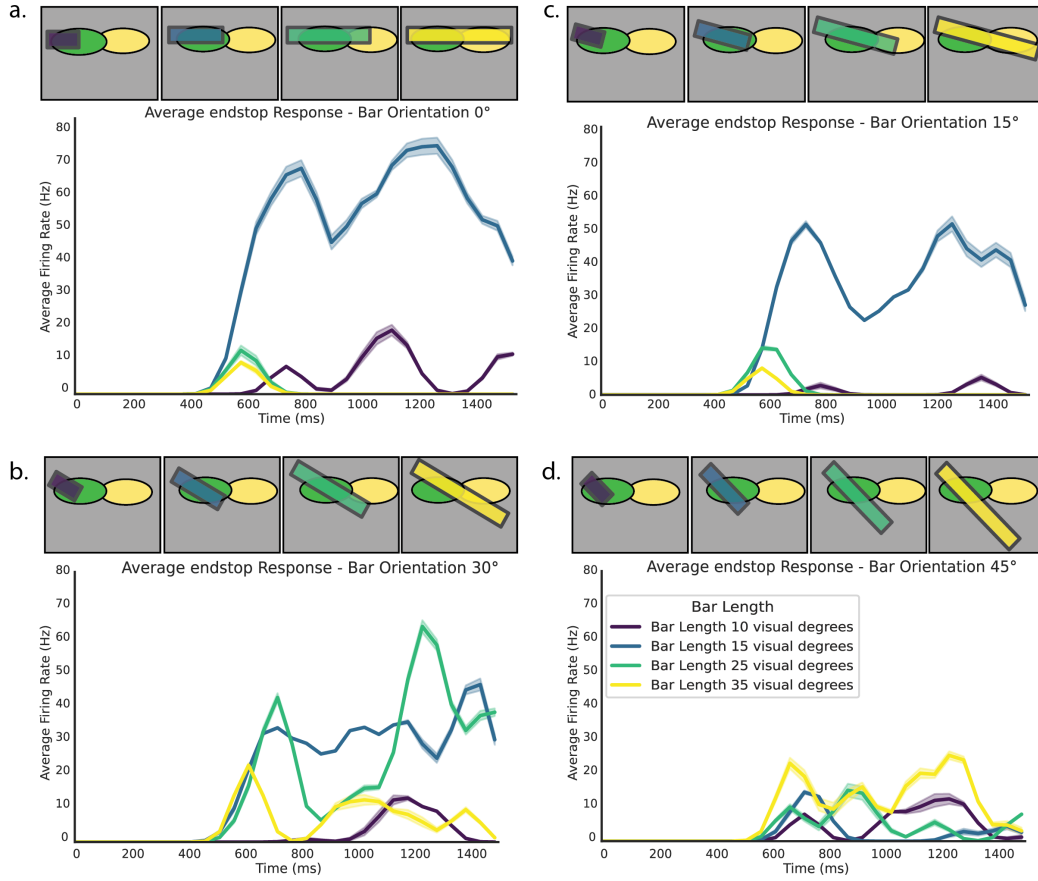 a.
Average endstop Response - Bar Orientation 0°
Average Firing Rate (Hz)
80
70
60
50
40
30
20
10
0
0 200 400 600 800 1000 1200 1400
Time (ms)
c.
Average endstop Response - Bar Orientation 15°
Average Firing Rate (Hz)
80
70
60
50
40
30
20
10
0
0 200 400 600 800 1000 1200 1400
Time (ms)
b.
Average endstop Response - Bar Orientation 30°
Average Firing Rate (Hz)
80
70
60
50
40
30
20
10
0
0 200 400 600 800 1000 1200 1400
Time (ms)
d.
Average endstop Response - Bar Orientation 45°
Average Firing Rate (Hz)
80
70
60
50
40
30
20
10
0
Bar Length
Bar Length 10 visual degrees
Bar Length 15 visual degrees
Bar Length 25 visual degrees
Bar Length 35 visual degrees
0 200 400 600 800 1000 1200 1400
Time (ms)